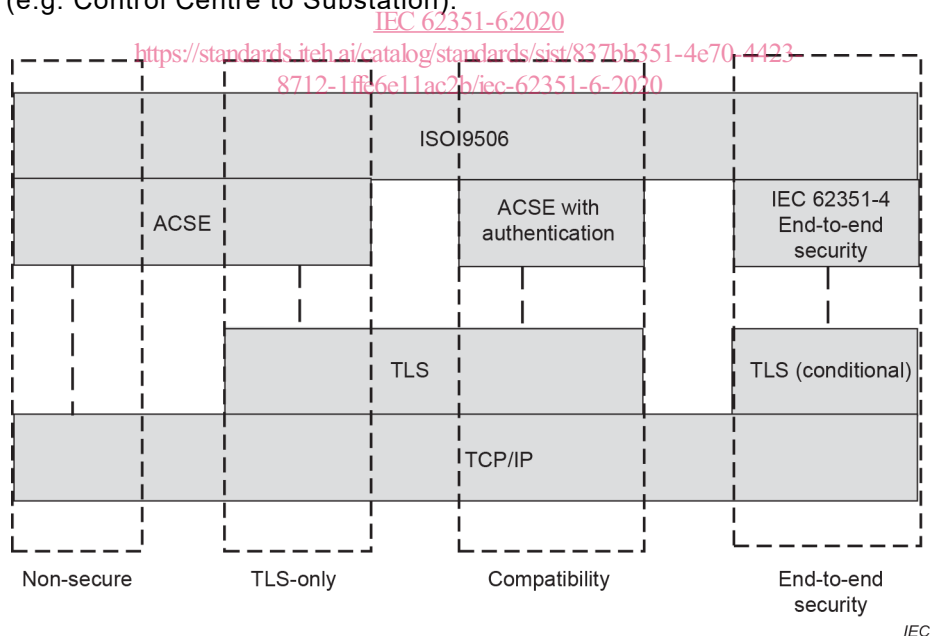 (e.g. Control Centre to Substation).
IEC 62351-6:2020
https://standards.iteh.ai/catalog/standards/sist/837bb351-4e70-4423-
8712-1ffe6e11ac2b/iec-62351-6-2020
ISO 9506
ACSE
ACSE with
authentication
IEC 62351-4
End-to-end
security
TLS
TLS (conditional)
TCP/IP
Non-secure
TLS-only
Compatibility
End-to-end
security
IEC